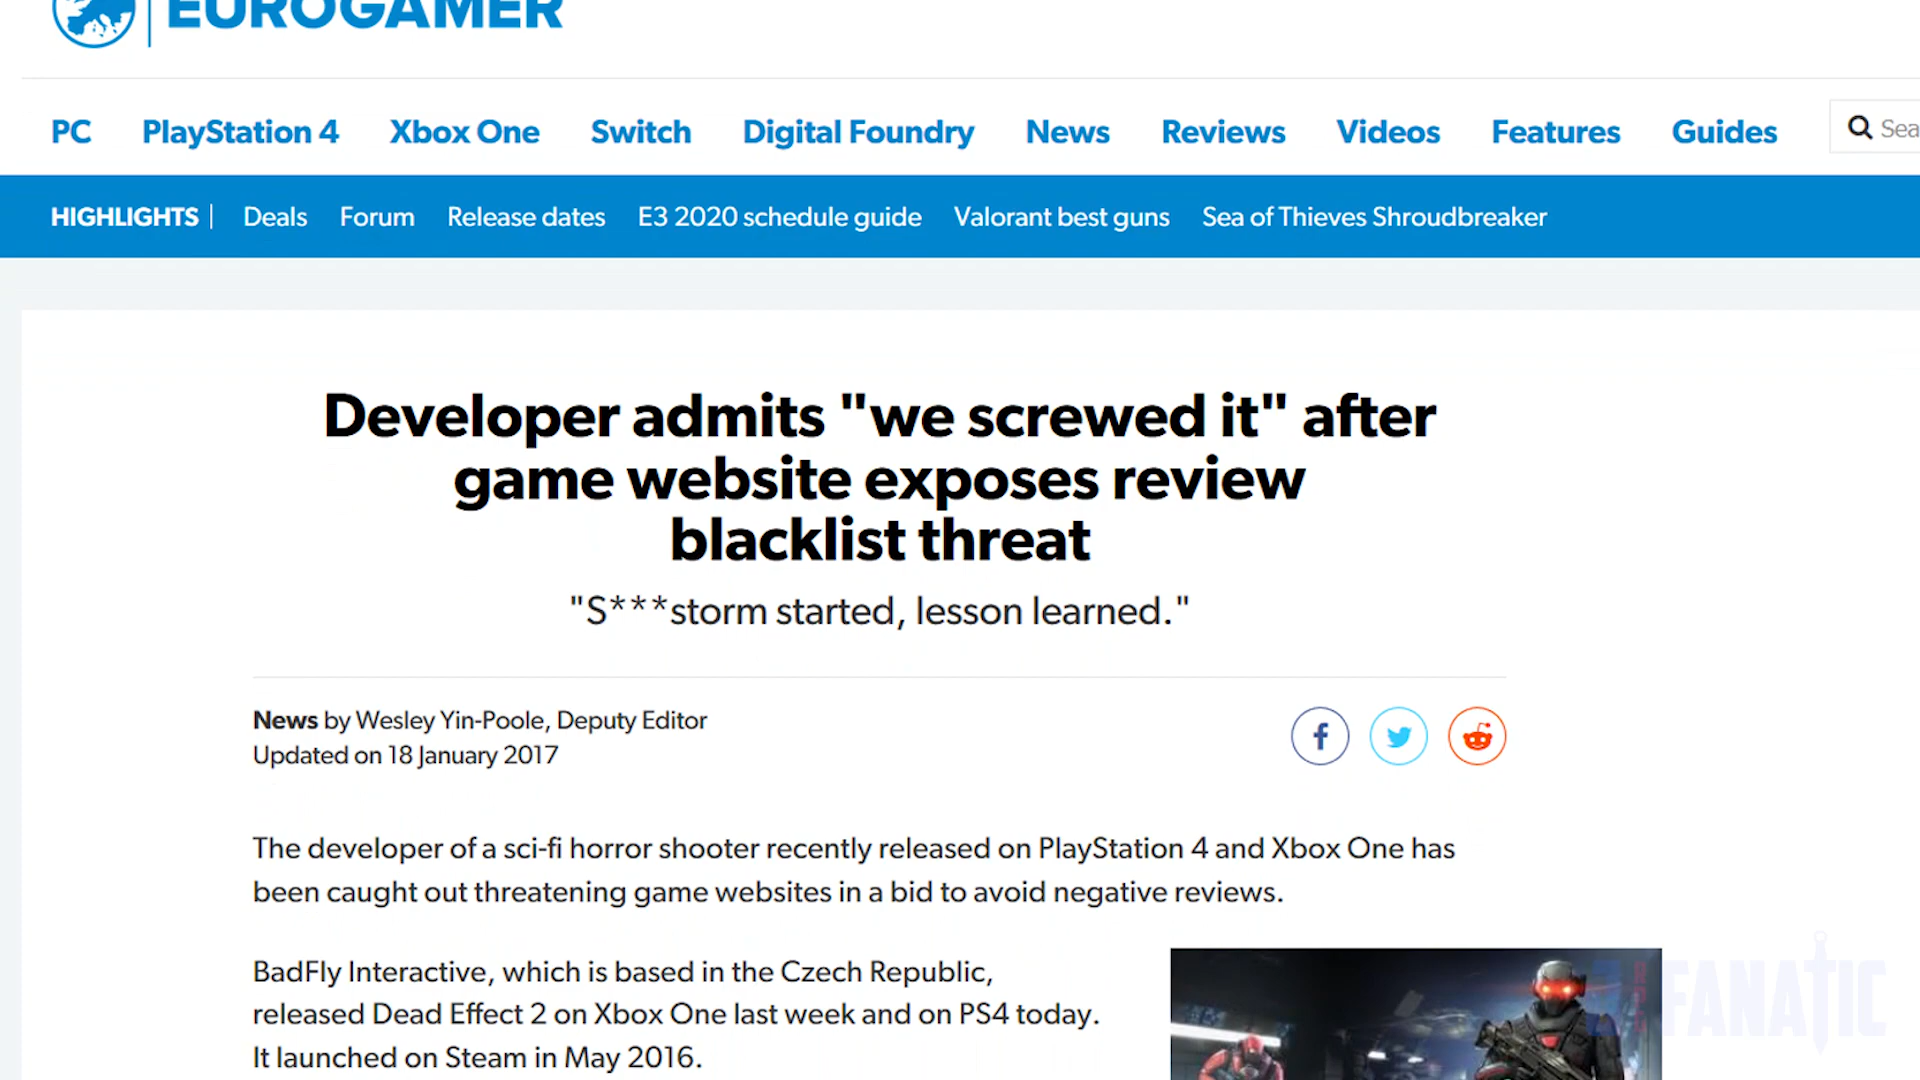 EUROGAMER
PC PlayStation 4 Xbox One Switch Digital Foundry News Reviews Videos Features Guides Sea
HIGHLIGHTS | Deals Forum Release dates E3 2020 schedule guide Valorant best guns Sea of Thieves Shroudbreaker
Developer admits "we screwed it" after
game website exposes review
blacklist threat
"S***storm started, lesson learned."
News by Wesley Yin-Poole, Deputy Editor
Updated on 18 January 2017
The developer of a sci-fi horror shooter recently released on PlayStation 4 and Xbox One has
been caught out threatening game websites in a bid to avoid negative reviews.
BadFly Interactive, which is based in the Czech Republic,
released Dead Effect 2 on Xbox One last week and on PS4 today.
It launched on Steam in May 2016.
FANATIC